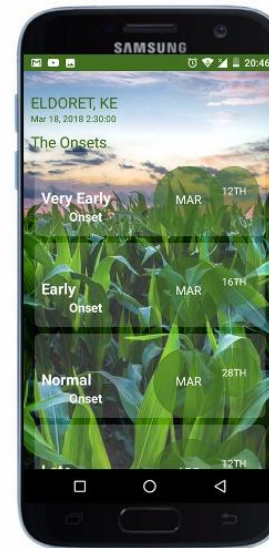 SAMSUNG
20:46
ELDORET, KE
Mar 18, 2018 2:30:00
The Onsets
Very Early
Onset
MAR
12TH
Early
Onset
MAR
16TH
Normal
Onset
MAR
28TH
Late
12TH